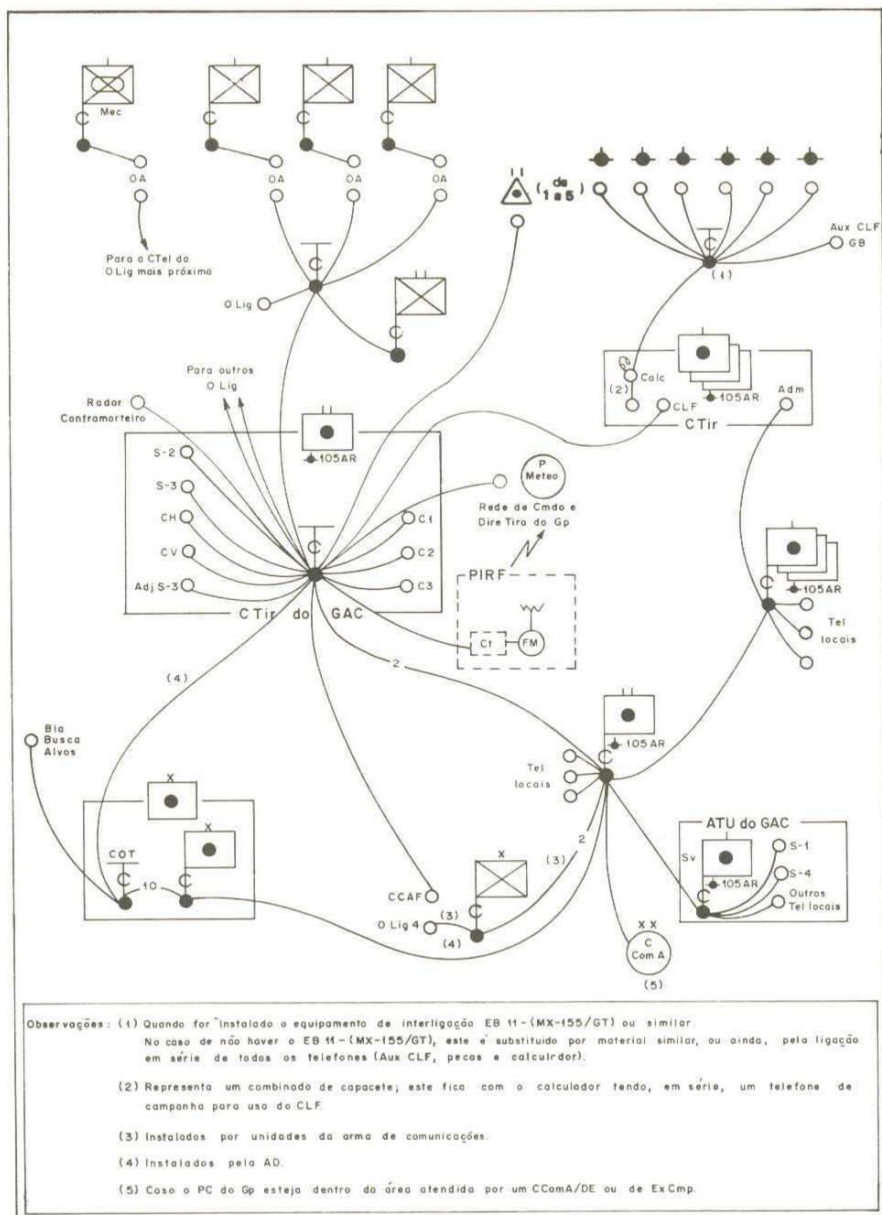 Mec
OA
OA
OA
OA
Para a CTel do
O Lig mais próximo
C
O Lig
C
C
C
C
C
(de
1 a 5)
C
(1)
Aux CLF
GB
Radar
Contramorteiro
Para outros
O Lig
105AR
S-2
S-3
CH
CV
Adj S-3
C
C1
C2
C3
CTir do GAC
(2)
Calc
CLF
105AR
Adm
CTir
P
Meteo
Rede de Cmdo e
Dire Tiro do Gp
PIRF
Ct
FM
105AR
C
Tel
locais
(4)
2
Bia
Busca
Alvos
X
X
COT
C
10
C
105AR
C
Tel
locais
2
(3)
X
C
CCAF
O Lig 4
(3)
(4)
XX
C
Com A
(5)
ATU do GAC
Sv
105AR
C
S-1
S-4
Outros
Tel locais
Observações: (1) Quando for instalado o equipamento de interligação EB 11-(MX-155/GT) ou similar.
No caso de não haver o EB 11-(MX-155/GT), este é substituido por material similar, ou ainda, pela ligação
em série de todos os telefones (Aux CLF, peças e calculrdor).
(2) Representa um combinado de capacete; este fica com o calculador tendo, em série, um telefone de
campanha para uso do CLF.
(3) Instalados por unidades da arma de comunicações.
(4) Instalados pela AD.
(5) Caso o PC do Gp esteja dentro da área atendida por um CComA/DE ou de ExCmp.